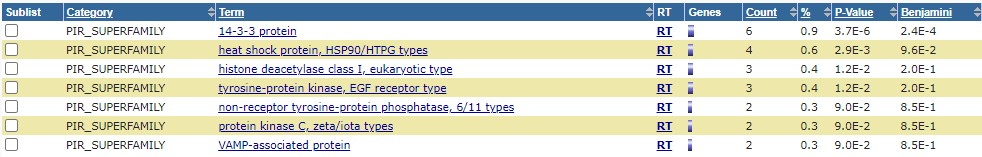 Sublist Category Term RT Genes Count % P-Value Benjamini
PIR_SUPERFAMILY 14-3-3 protein RT 6 0.9 3.7E-6 2.4E-4
PIR_SUPERFAMILY heat shock protein, HSP90/HTPG types RT 4 0.6 2.9E-3 9.6E-2
PIR_SUPERFAMILY histone deacetylase class I, eukaryotic type RT 3 0.4 1.2E-2 2.0E-1
PIR_SUPERFAMILY tyrosine-protein kinase, EGF receptor type RT 3 0.4 1.2E-2 2.0E-1
PIR_SUPERFAMILY non-receptor tyrosine-protein phosphatase, 6/11 types RT 2 0.3 9.0E-2 8.5E-1
PIR_SUPERFAMILY protein kinase C, zeta/iota types RT 2 0.3 9.0E-2 8.5E-1
PIR_SUPERFAMILY VAMP-associated protein RT 2 0.3 9.0E-2 8.5E-1